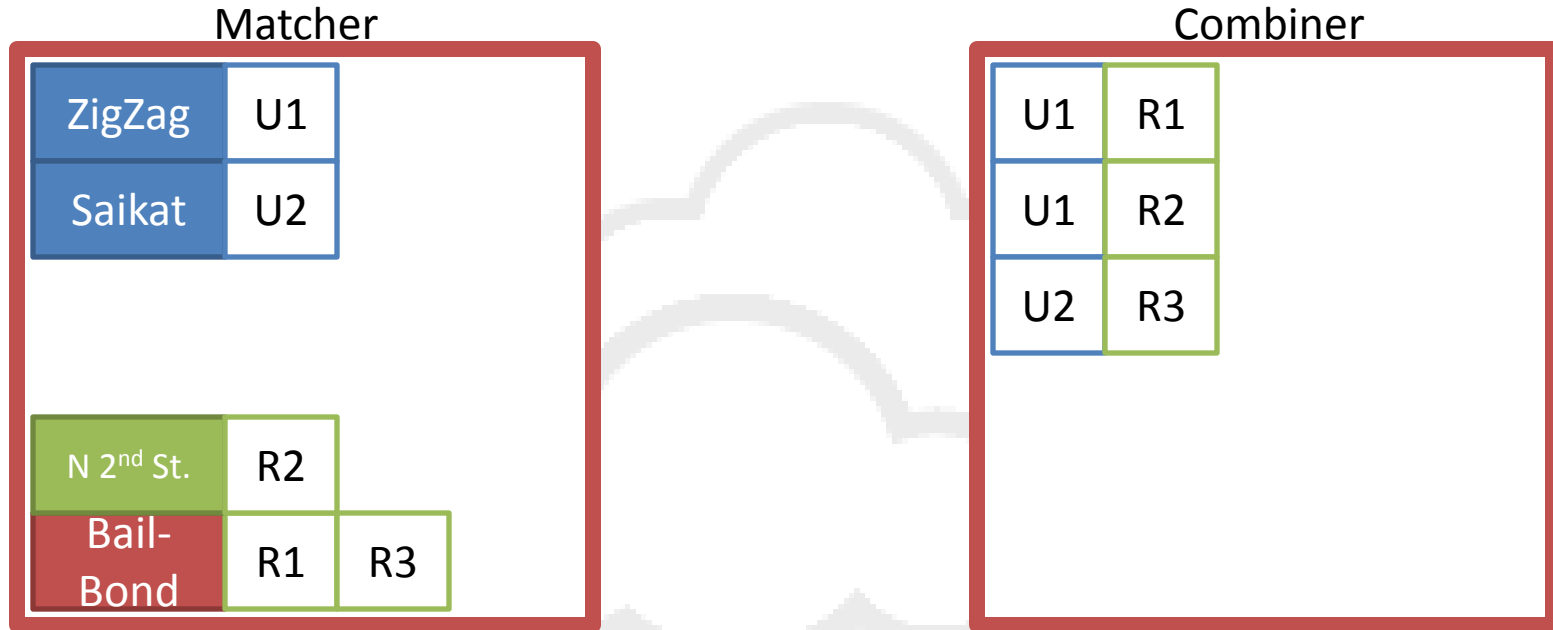 Matcher
ZigZag U1
Saikat U2
N 2nd St. R2
Bail-
Bond R1 R3
Combiner
U1 R1
U1 R2
U2 R3